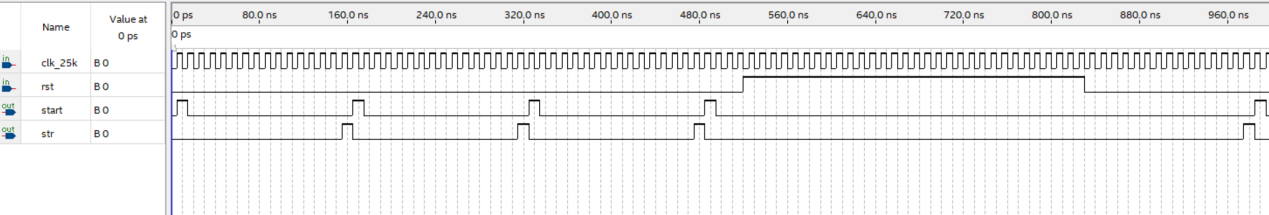 Name
Value at
0 ps
0 ps 80.0 ns 160.0 ns 240.0 ns 320.0 ns 400.0 ns 480.0 ns 560.0 ns 640.0 ns 720.0 ns 800.0 ns 880.0 ns 960.0 ns
0 ps
in clk_25k B 0
in rst B 0
out start B 0
out str B 0